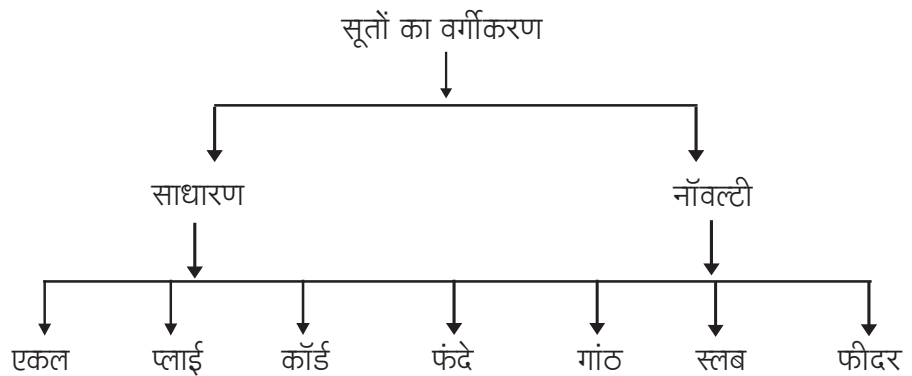 सूतों का वर्गीकरण
साधारण नॉवल्टी
एकल प्लाई कॉर्ड फंदे गांठ स्लब फीदर